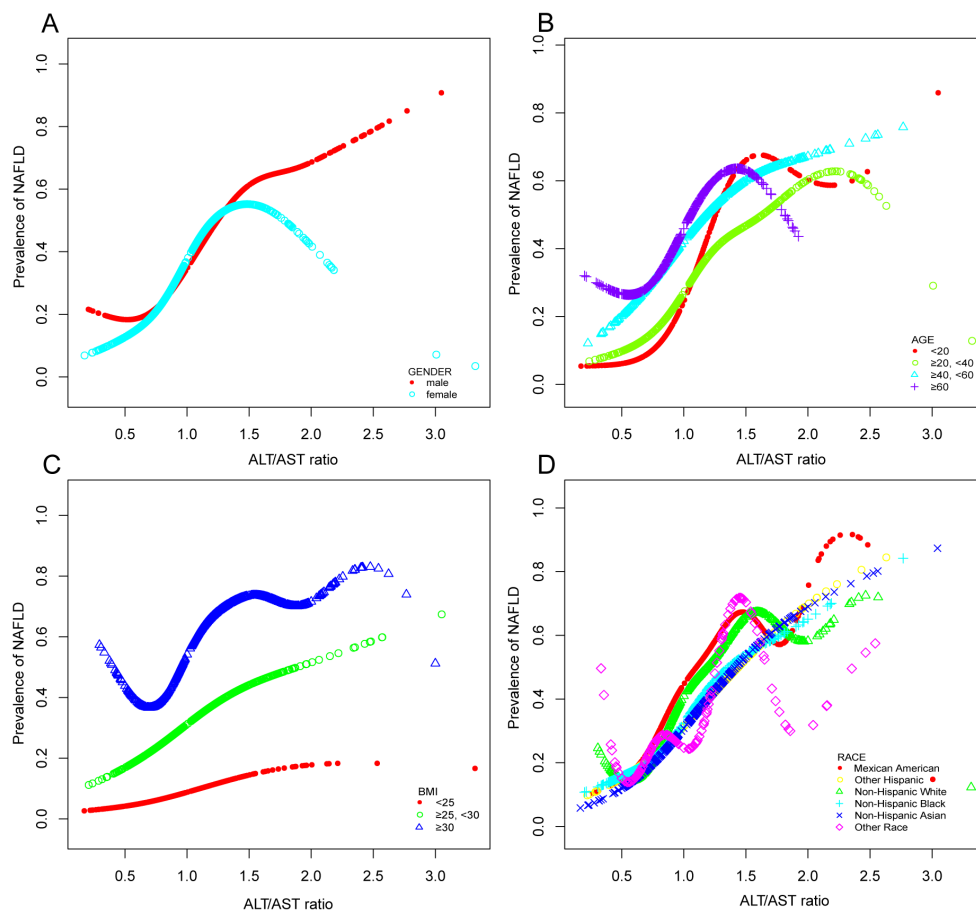 A
Prevalence of NAFLD
1.0
0.8
0.6
0.4
0.2
0.0
GENDER
male
female
0.5 1.0 1.5 2.0 2.5 3.0
ALT/AST ratio
B
Prevalence of NAFLD
1.0
0.8
0.6
0.4
0.2
0.0
AGE
<20
≥20, <40
≥40, <60
≥60
0.5 1.0 1.5 2.0 2.5 3.0
ALT/AST ratio
C
Prevalence of NAFLD
1.0
0.8
0.6
0.4
0.2
0.0
BMI
<25
≥25, <30
≥30
0.5 1.0 1.5 2.0 2.5 3.0
ALT/AST ratio
D
Prevalence of NAFLD
1.0
0.8
0.6
0.4
0.2
0.0
RACE
Mexican American
Other Hispanic
Non-Hispanic White
Non-Hispanic Black
Non-Hispanic Asian
Other Race
0.5 1.0 1.5 2.0 2.5 3.0
ALT/AST ratio